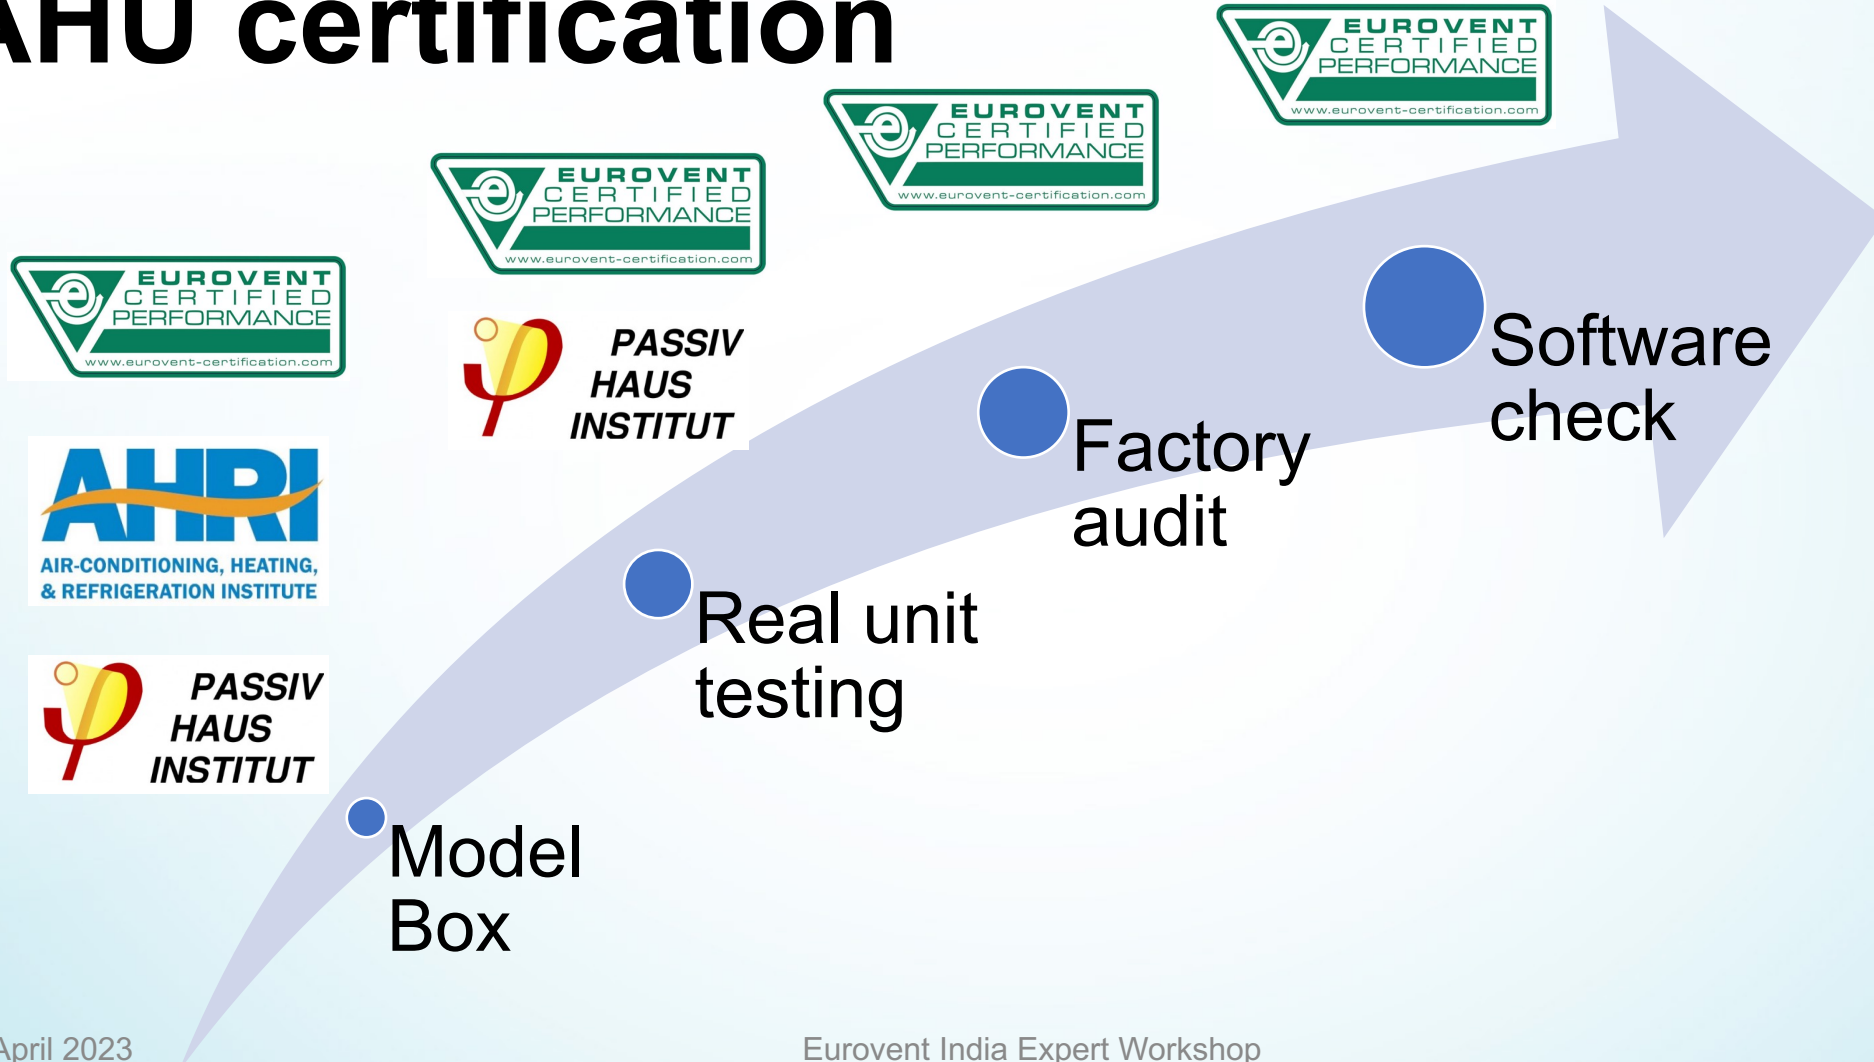 AHU certification
EUROVENT
CERTIFIED
PERFORMANCE
www.eurovent-certification.com
EUROVENT
CERTIFIED
PERFORMANCE
www.eurovent-certification.com
EUROVENT
CERTIFIED
PERFORMANCE
www.eurovent-certification.com
EUROVENT
CERTIFIED
PERFORMANCE
www.eurovent-certification.com
PASSIV
HAUS
INSTITUT
AHRI
AIR-CONDITIONING, HEATING,
& REFRIGERATION INSTITUTE
PASSIV
HAUS
INSTITUT
Model
Box
Real unit
testing
Factory
audit
Software
check
April 2023
Eurovent India Expert Workshop